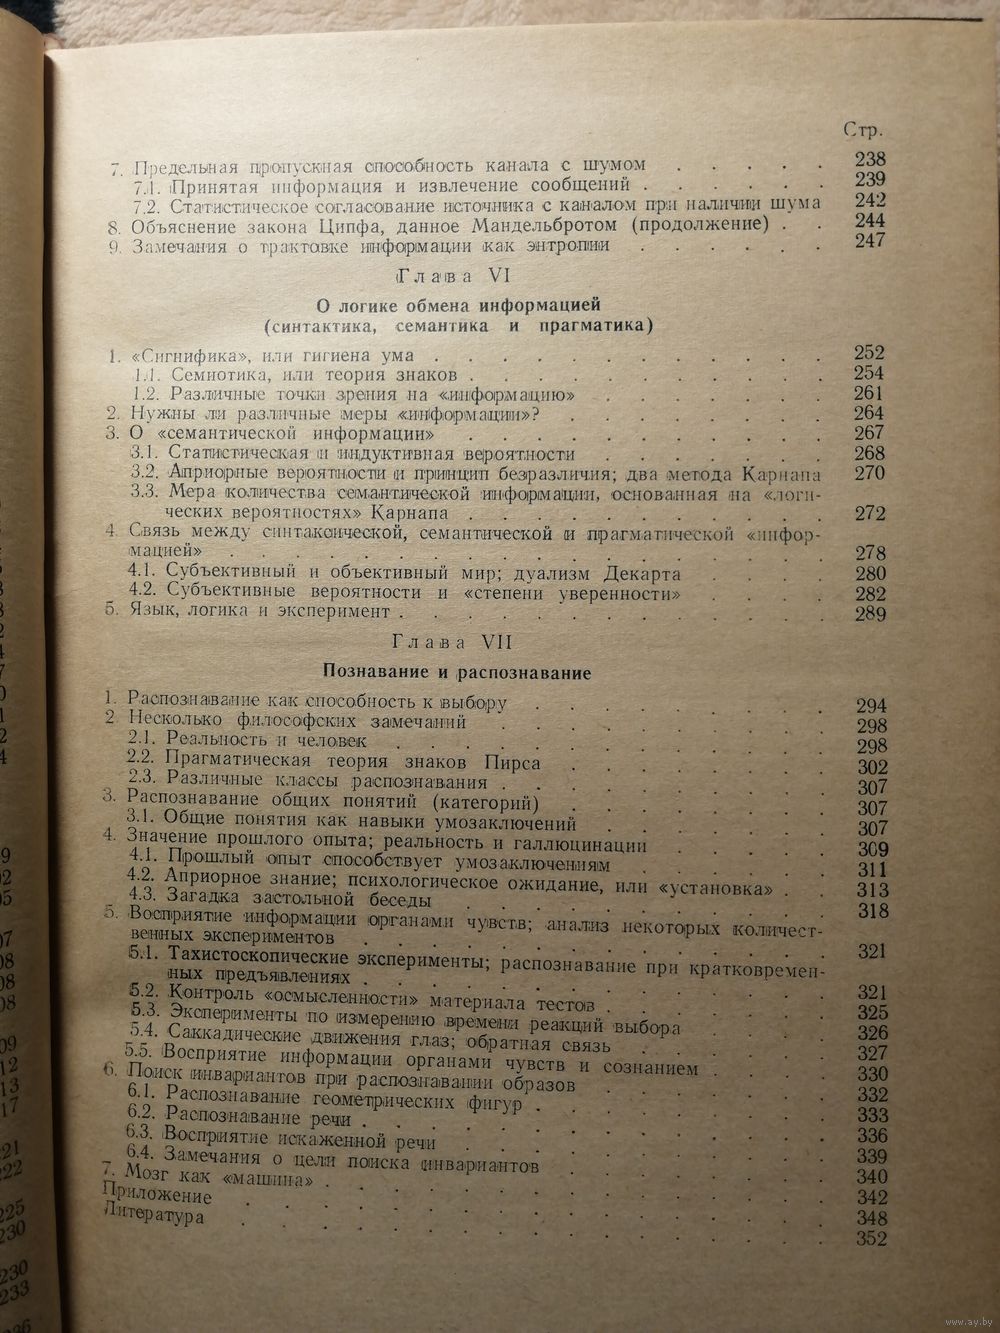 Стр.
7. Предельная пропускная способность канала с шумом . . . . . 238
7.1. Принятая информация и извлечение сообщений . . . . . . 239
7.2. Статистическое согласование источника с каналом при наличии шума 242
8. Объяснение закона Ципфа, данное Мандельбротом (продолжение) . . 244
9. Замечания о трактовке информации как энтропии . . . . . . 247
Глава VI
О логике обмена информацией
(синтактика, семантика и прагматика)
1. «Сигнифика», или гигиена ума . . . . . . . . . . . . 252
1.1. Семиотика, или теория знаков . . . . . . . . . . . 254
1.2. Различные точки зрения на «информацию» . . . . . . . 261
2. Нужны ли различные меры «информации»? . . . . . . . . 264
3. О «семантической информации» . . . . . . . . . . . 267
3.1. Статистическая и индуктивная вероятности . . . . . . . 268
3.2. Априорные вероятности и принцип безразличия; два метода Карнапа 270
3.3. Мера количества семантической информации, основанная на «логи-
ческих вероятностях» Карнапа . . . . . . . . . . . 272
4 Связь между синтаксической, семантической и прагматической «инфор-
мацией» . . . . . . . . . . . . . . . . . . 278
4.1. Субъективный и объективный мир; дуализм Декарта . . . . 280
4.2. Субъективные вероятности и «степени уверенности» . . . . 282
5. Язык, логика и эксперимент . . . . . . . . . . . . . 289
Глава VII
Познавание и распознавание
1. Распознавание как способность к выбору . . . . . . . . . 294
2 Несколько философских замечаний . . . . . . . . . . 298
2.1. Реальность и человек . . . . . . . . . . . . . 298
2.2. Прагматическая теория знаков Пирса . . . . . . . . 302
2.3. Различные классы распознавания . . . . . . . . . . 307
3. Распознавание общих понятий (категорий) . . . . . . . . 307
3.1. Общие понятия как навыки умозаключений . . . . . . . 307
4. Значение прошлого опыта; реальность и галлюцинации . . . . . 309
4.1. Прошлый опыт способствует умозаключениям . . . . . . 311
4.2. Априорное знание; психологическое ожидание, или «установка» . . 313
4.3. Загадка застольной беседы . . . . . . . . . . . 318
5. Восприятие информации органами чувств; анализ некоторых количест-
венных экспериментов . . . . . . . . . . . . . . 321
5.1. Тахистоскопические эксперименты; распознавание при кратковремен-
ных предъявлениях . . . . . . . . . . . . . . 321
5.2. Контроль «осмысленности» материала тестов . . . . . . . 325
5.3. Эксперименты по измерению времени реакций выбора . . . . 326
5.4. Саккадические движения глаз; обратная связь . . . . . . 327
5.5. Восприятие информации органами чувств и сознанием . . . . 330
6. Поиск инвариантов при распознавании образов . . . . . . . 332
6.1. Распознавание геометрических фигур . . . . . . . . . 333
6.2. Распознавание речи . . . . . . . . . . . . . . 336
6.3. Восприятие искаженной речи . . . . . . . . . . . 339
6.4. Замечания о цели поиска инвариантов . . . . . . . . 340
7. Мозг как «машина» . . . . . . . . . . . . . . . 342
Приложение . . . . . . . . . . . . . . . . . 348
Литература . . . . . . . . . . . . . . . . . 352
www.ay.by